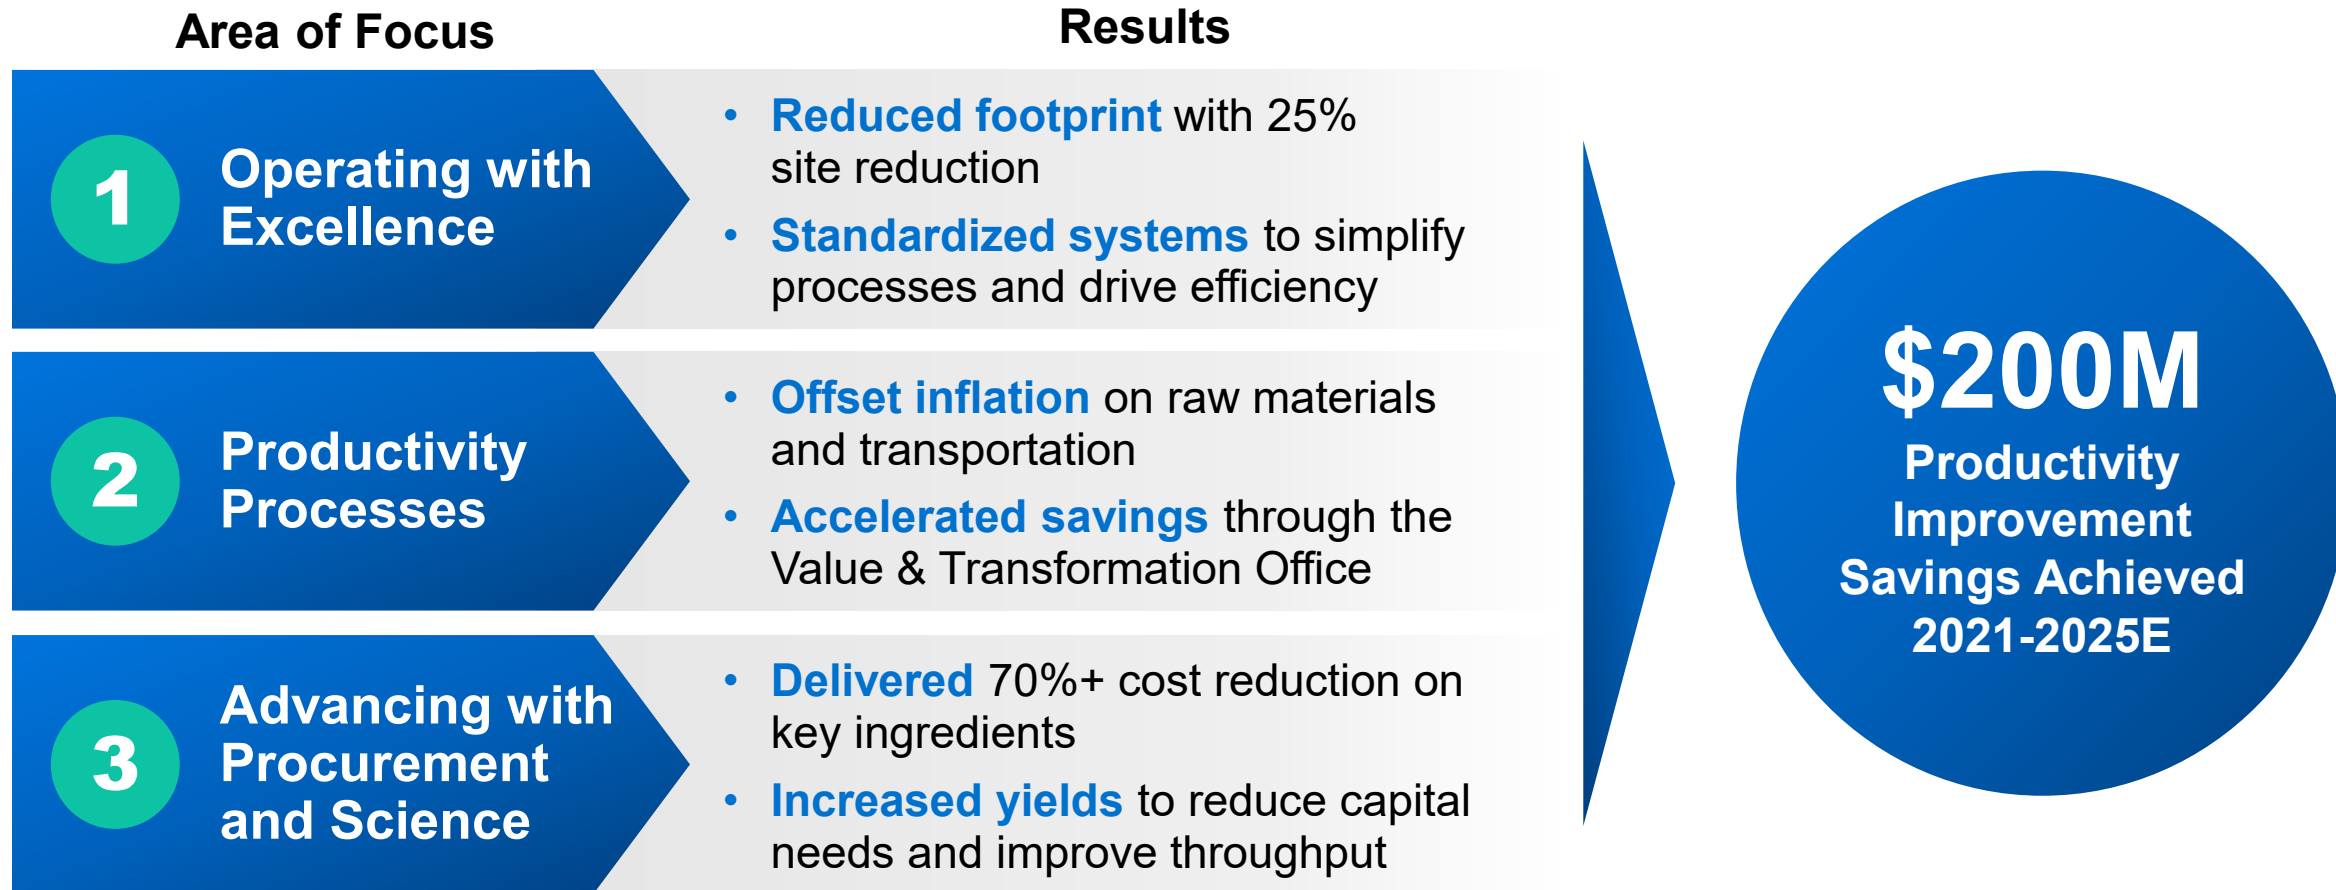 Area of Focus
Results
1
Operating with
Excellence
• Reduced footprint with 25%
site reduction
• Standardized systems to simplify
processes and drive efficiency
2
Productivity
Processes
• Offset inflation on raw materials
and transportation
• Accelerated savings through the
Value & Transformation Office
3
Advancing with
Procurement
and Science
• Delivered 70%+ cost reduction on
key ingredients
• Increased yields to reduce capital
needs and improve throughput
$200M
Productivity
Improvement
Savings Achieved
2021-2025E